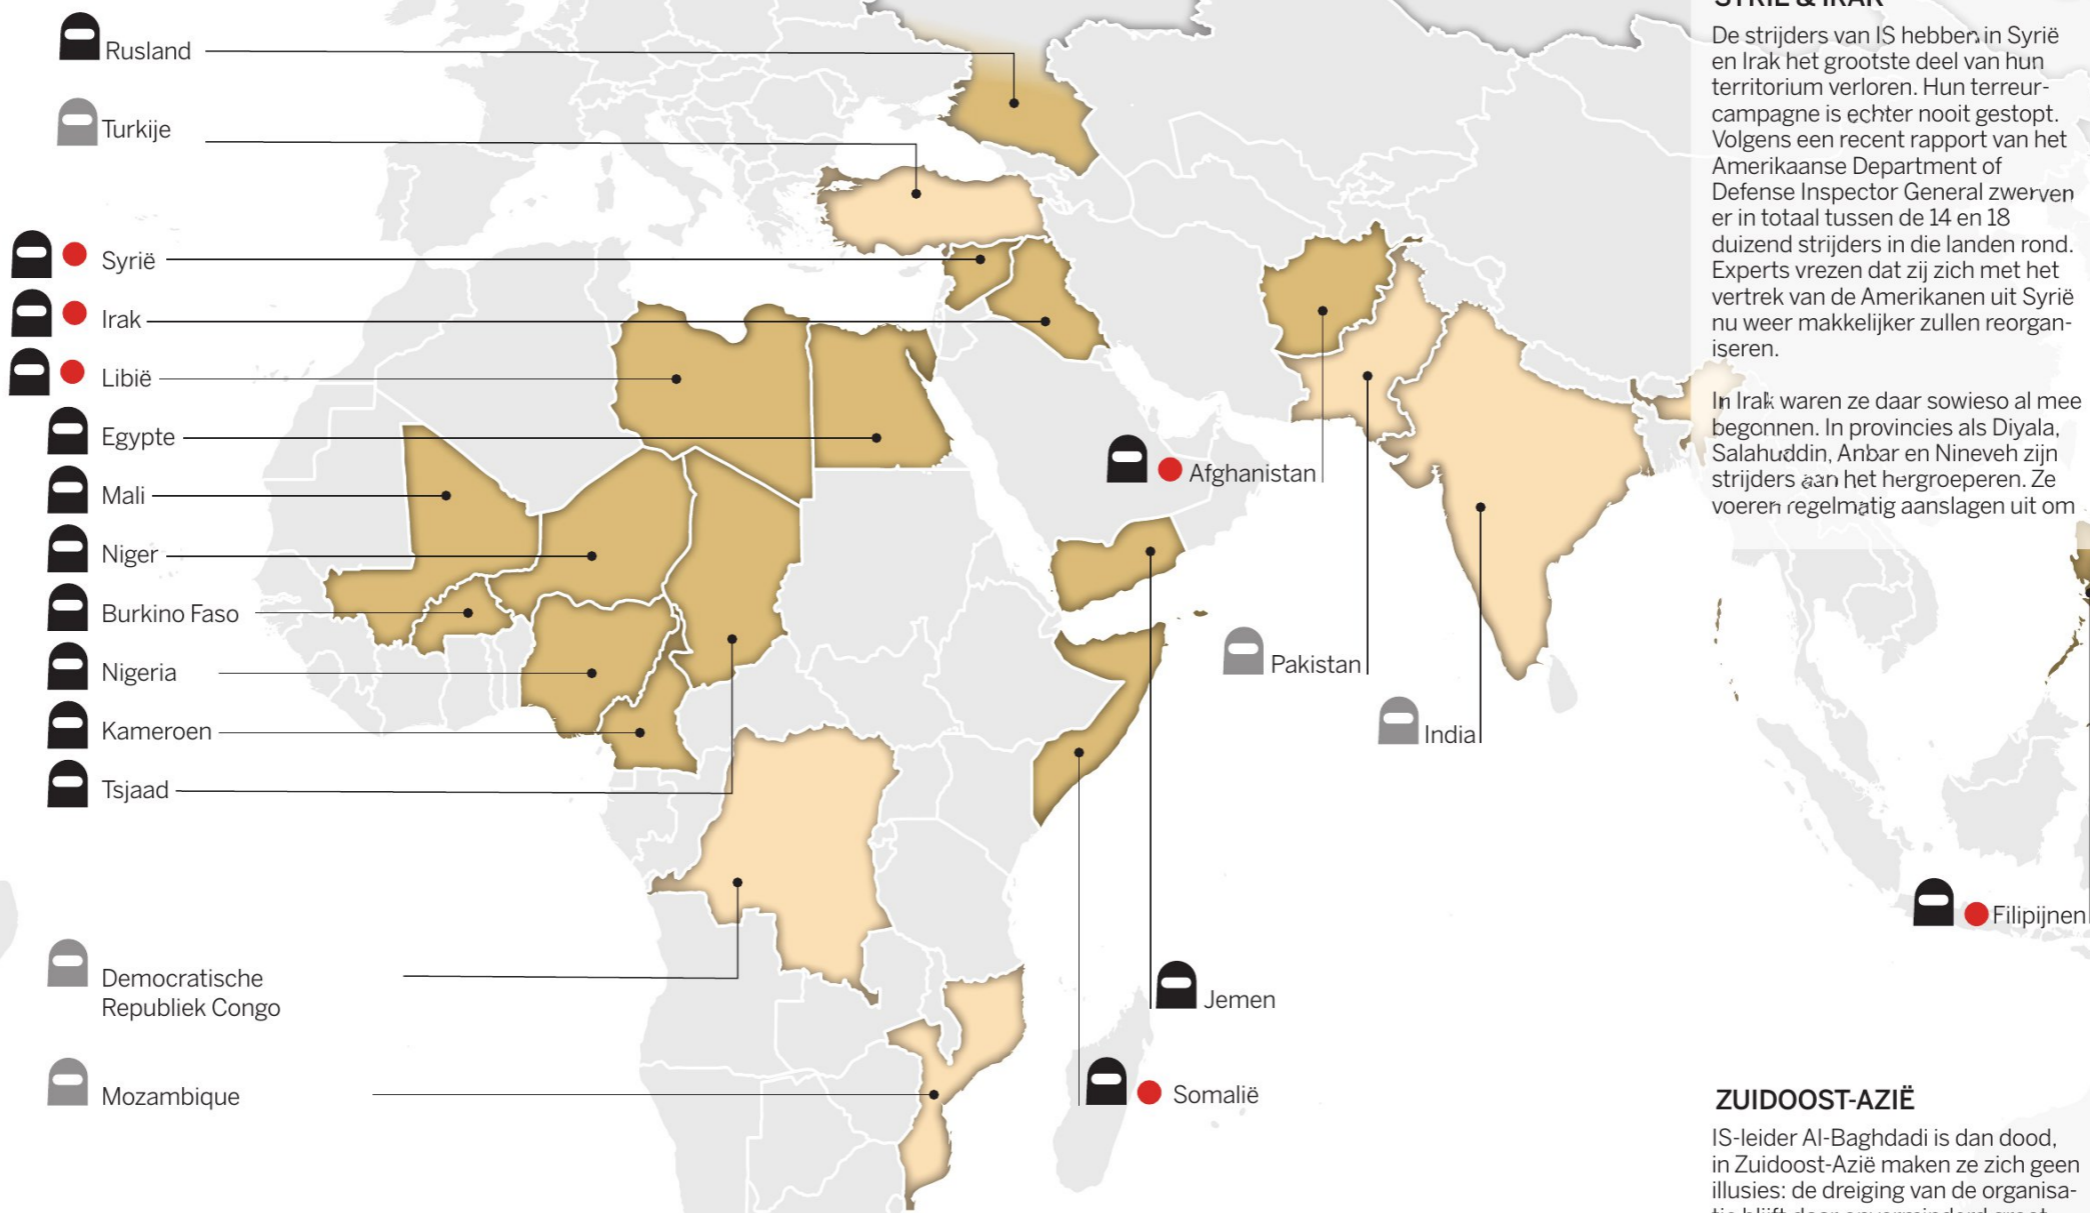 Rusland
Turkije
Syrië
Irak
Libië
Egypte
Mali
Niger
Burkino Faso
Nigeria
Kameroen
Tsjaad
Democratische
Republiek Congo
Mozambique
Afghanistan
Pakistan
India
Jemen
Somalië
Filipijnen
SYRIË & IRAK
De strijders van IS hebben in Syrië
en Irak het grootste deel van hun
territorium verloren. Hun terreur-
campagne is echter nooit gestopt.
Volgens een recent rapport van het
Amerikaanse Department of
Defense Inspector General zwerven
er in totaal tussen de 14 en 18
duizend strijders in die landen rond.
Experts vrezen dat zij zich met het
vertrek van de Amerikanen uit Syrië
nu weer makkelijker zullen reorgan-
iseren.
In Irak waren ze daar sowieso al mee
begonnen. In provincies als Diyala,
Salahuddin, Anbar en Nineveh zijn
strijders aan het hergroeperen. Ze
voeren regelmatig aanslagen uit om
ZUIDOOST-AZIË
IS-leider Al-Baghdadi is dan dood,
in Zuidoost-Azië maken ze zich geen
illusies: de dreiging van de organisa-
tie blijft daar onverminderd groot